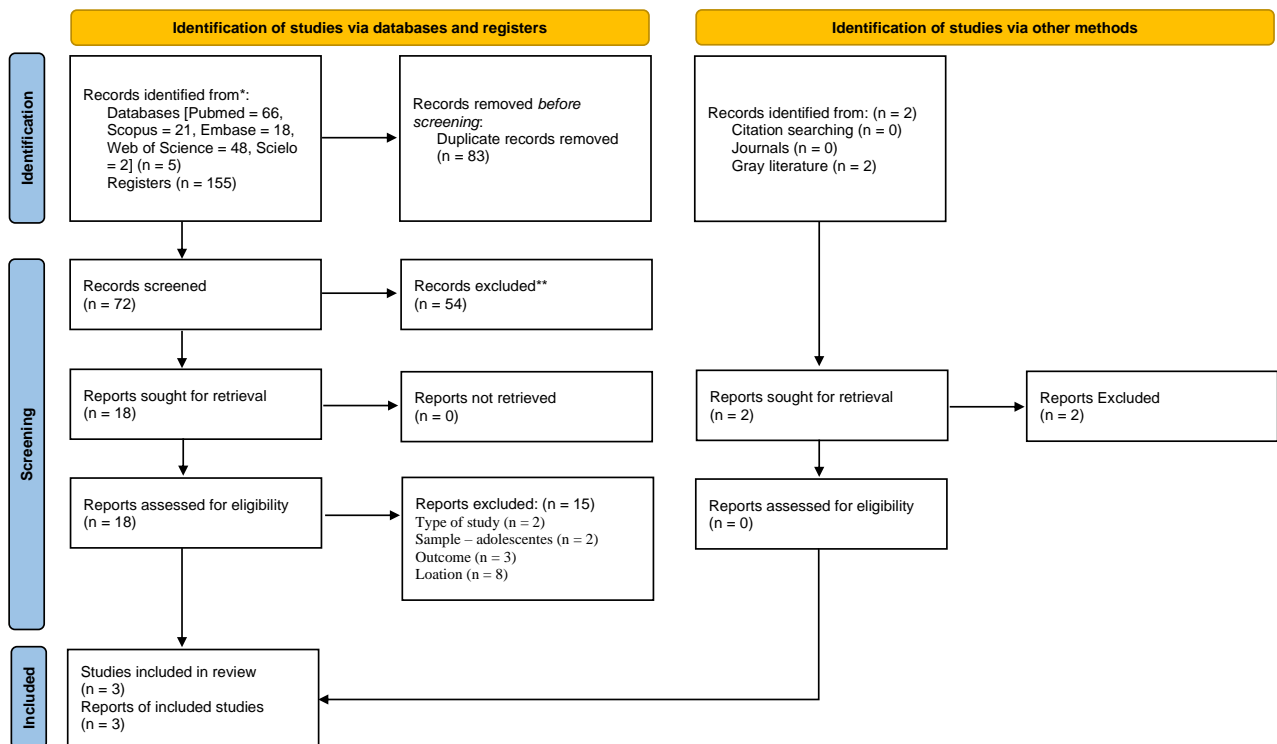 Identification of studies via databases and registers
Identification of studies via other methods
Identification
Records identified from*:
Databases [Pubmed = 66,
Scopus = 21, Embase = 18,
Web of Science = 48, Scielo
= 2] (n = 5)
Registers (n = 155)
Records removed before
screening:
Duplicate records removed
(n = 83)
Records identified from: (n = 2)
Citation searching (n = 0)
Journals (n = 0)
Gray literature (n = 2)
Screening
Records screened
(n = 72)
Records excluded**
(n = 54)
Reports sought for retrieval
(n = 18)
Reports not retrieved
(n = 0)
Reports sought for retrieval
(n = 2)
Reports Excluded
(n = 2)
Reports assessed for eligibility
(n = 18)
Reports excluded: (n = 15)
Type of study (n = 2)
Sample – adolescentes (n = 2)
Outcome (n = 3)
Loation (n = 8)
Reports assessed for eligibility
(n = 0)
Included
Studies included in review
(n = 3)
Reports of included studies
(n = 3)